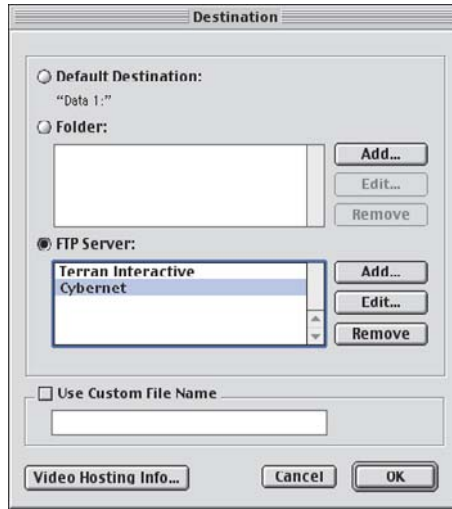 Destination
Default Destination:
“Data 1:”
Folder:
Add...
Edit...
Remove
FTP Server:
Terran Interactive
Cybernet
Add...
Edit...
Remove
Use Custom File Name
Video Hosting Info...
Cancel
OK